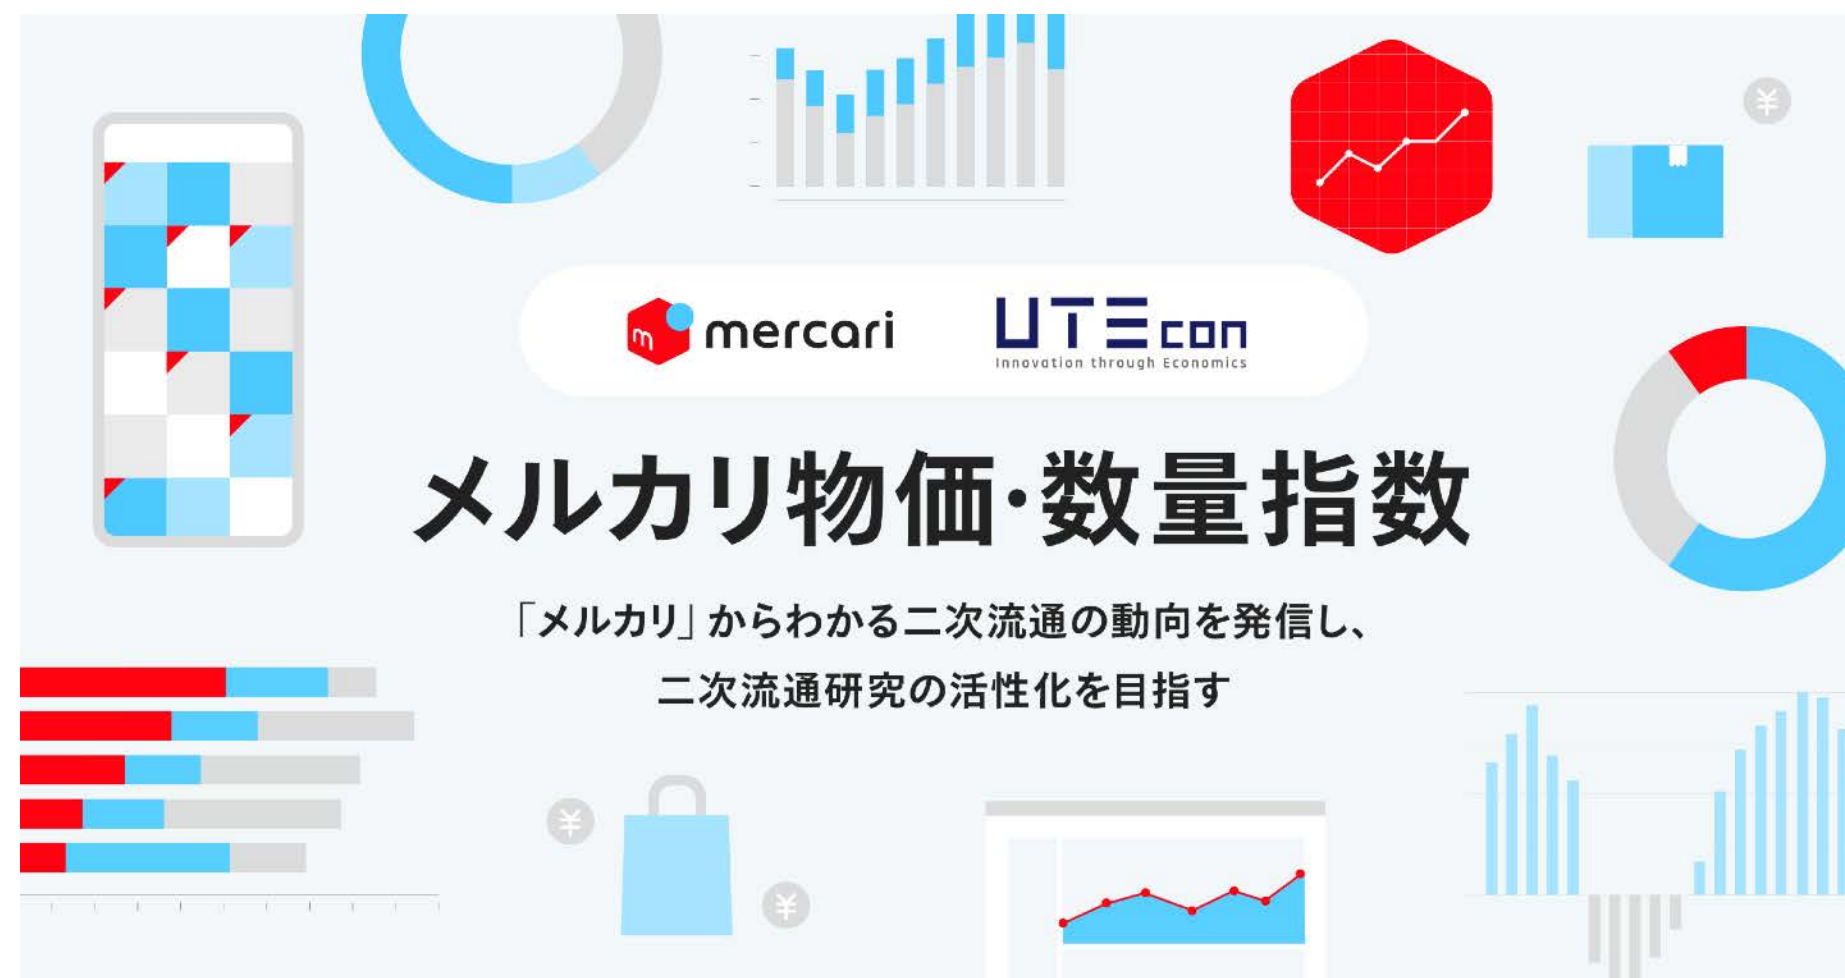 ¥
m mercari
UTEcon
Innovation through Economics
メルカリ物価・数量指数
「メルカリ」からわかる二次流通の動向を発信し、
二次流通研究の活性化を目指す
¥
¥